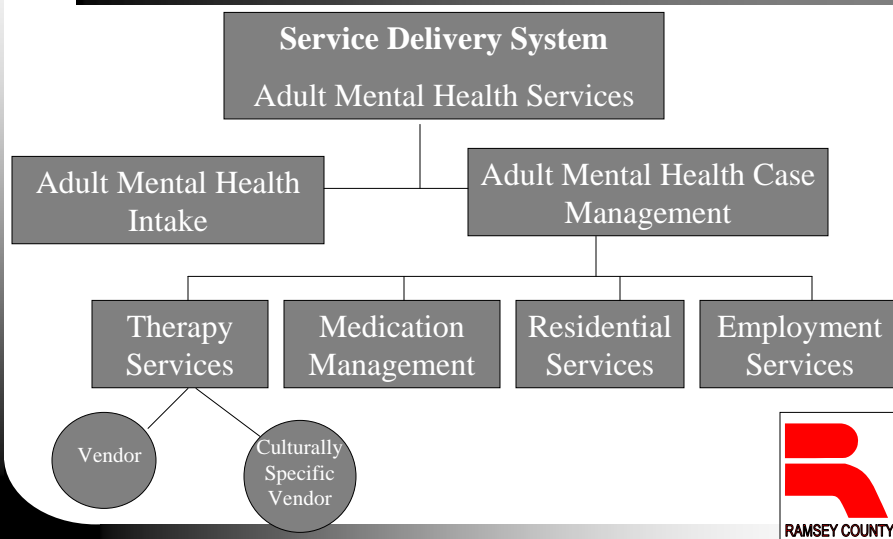 Service Delivery System
Adult Mental Health Services
Adult Mental Health
Intake
Adult Mental Health Case
Management
Therapy
Services
Medication
Management
Residential
Services
Employment
Services
Vendor
Culturally
Specific
Vendor
RAMSEY COUNTY